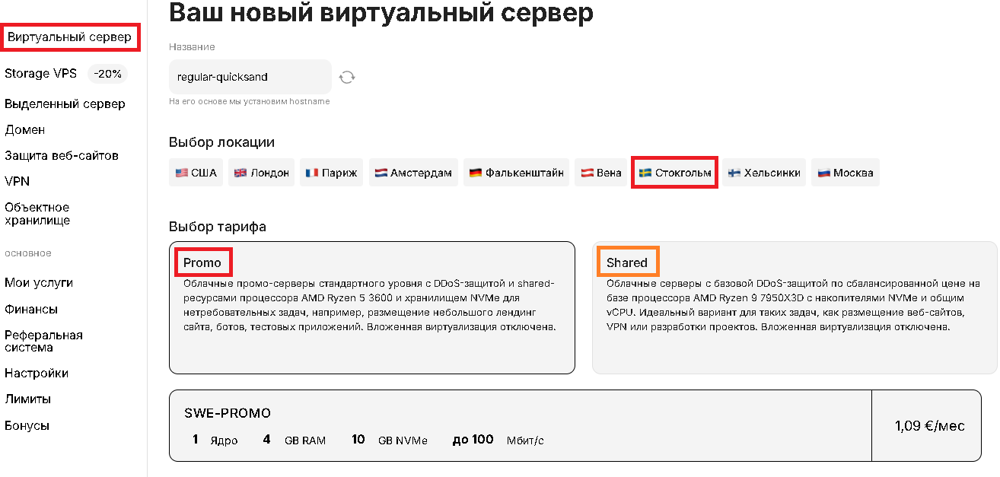 Виртуальный сервер
Storage VPS -20%
Выделенный сервер
Домен
Защита веб-сайтов
VPN
Объектное
хранилище
основное
Мои услуги
Финансы
Реферальная
система
Настройки
Лимиты
Бонусы
Ваш новый виртуальный сервер
Название
regular-quicksand
На его основе мы установим hostname
Выбор локации
США Лондон Париж Амстердам Фалькенштайн Вена Стокгольм Хельсинки Москва
Выбор тарифа
Promo
Облачные промо-серверы стандартного уровня с DDoS-защитой и shared-
ресурсами процессора AMD Ryzen 5 3600 и хранилищем NVMe для
нетребовательных задач, например, размещение небольшого лендинг
сайта, ботов, тестовых приложений. Вложенная виртуализация отключена.
Shared
Облачные серверы с базовой DDoS-защитой по сбалансированной цене на
базе процессора AMD Ryzen 9 7950X3D с накопителями NVMe и общим
vCPU. Идеальный вариант для таких задач, как размещение веб-сайтов,
VPN или разработки проектов. Вложенная виртуализация отключена.
SWE-PROMO
1 Ядро 4 GB RAM 10 GB NVMe до 100 Мбит/с
1,09 €/мес